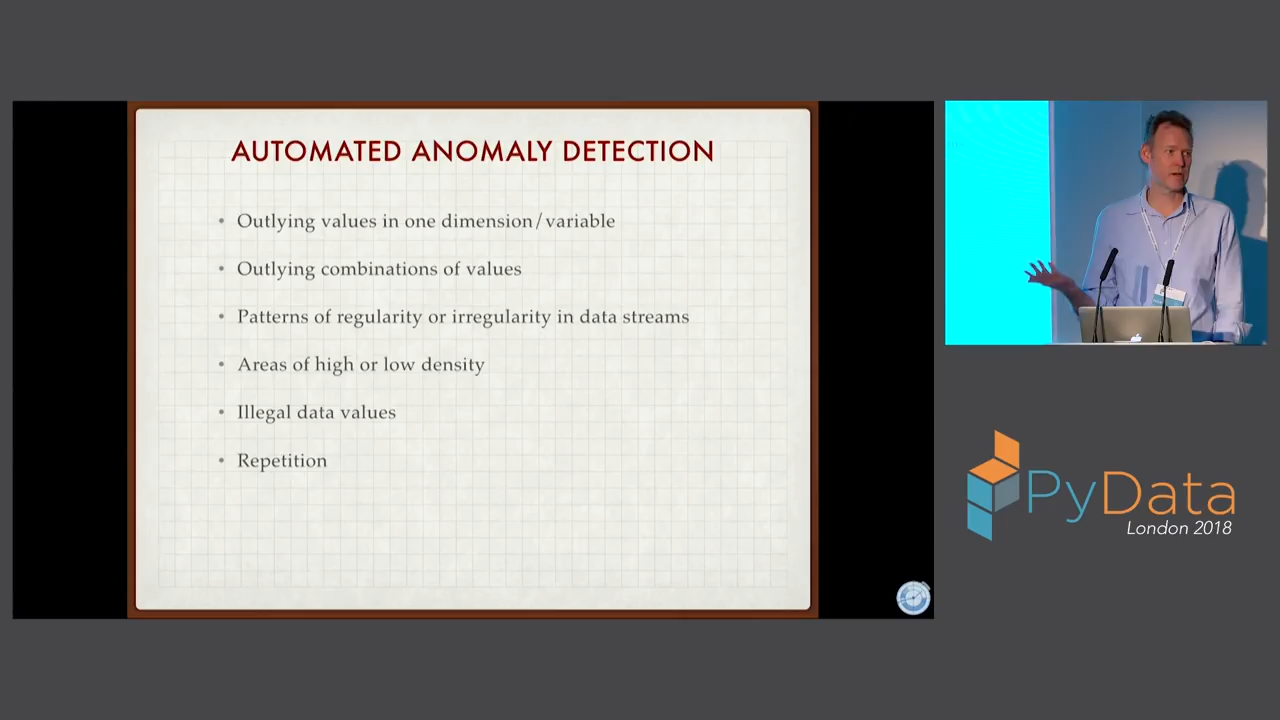 AUTOMATED ANOMALY DETECTION
• Outlying values in one dimension/variable
• Outlying combinations of values
• Patterns of regularity or irregularity in data streams
• Areas of high or low density
• Illegal data values
• Repetition
PyData
London 2018